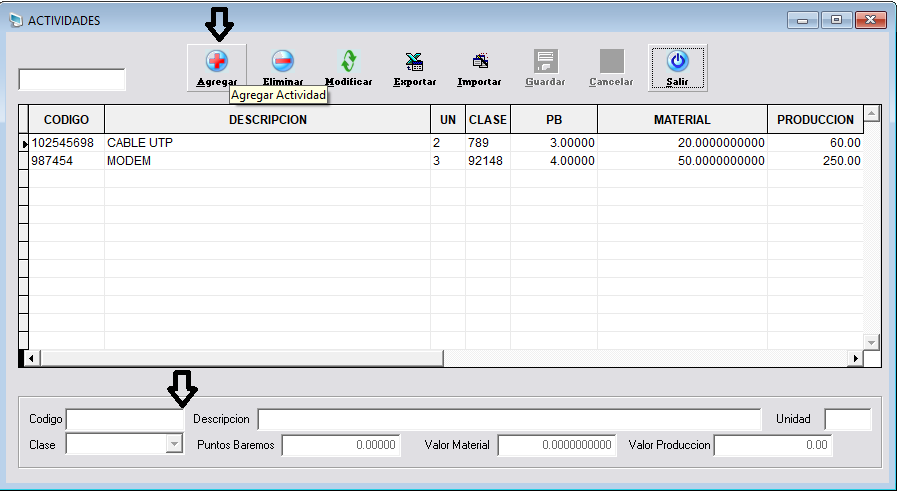 ACTIVIDADES
Agregar Eliminar Modificar Exportar Importar Guardar Cancelar Salir
Agregar Actividad
CODIGO DESCRIPCION UN CLASE PB MATERIAL PRODUCCION
102545698 CABLE UTP 2 789 3.00000 20.0000000000 60.00
987454 MODEM 3 92148 4.00000 50.0000000000 250.00
Codigo Descripcion Unidad
Clase Puntos Baremos 0.00000 Valor Material 0.0000000000 Valor Produccion 0.00